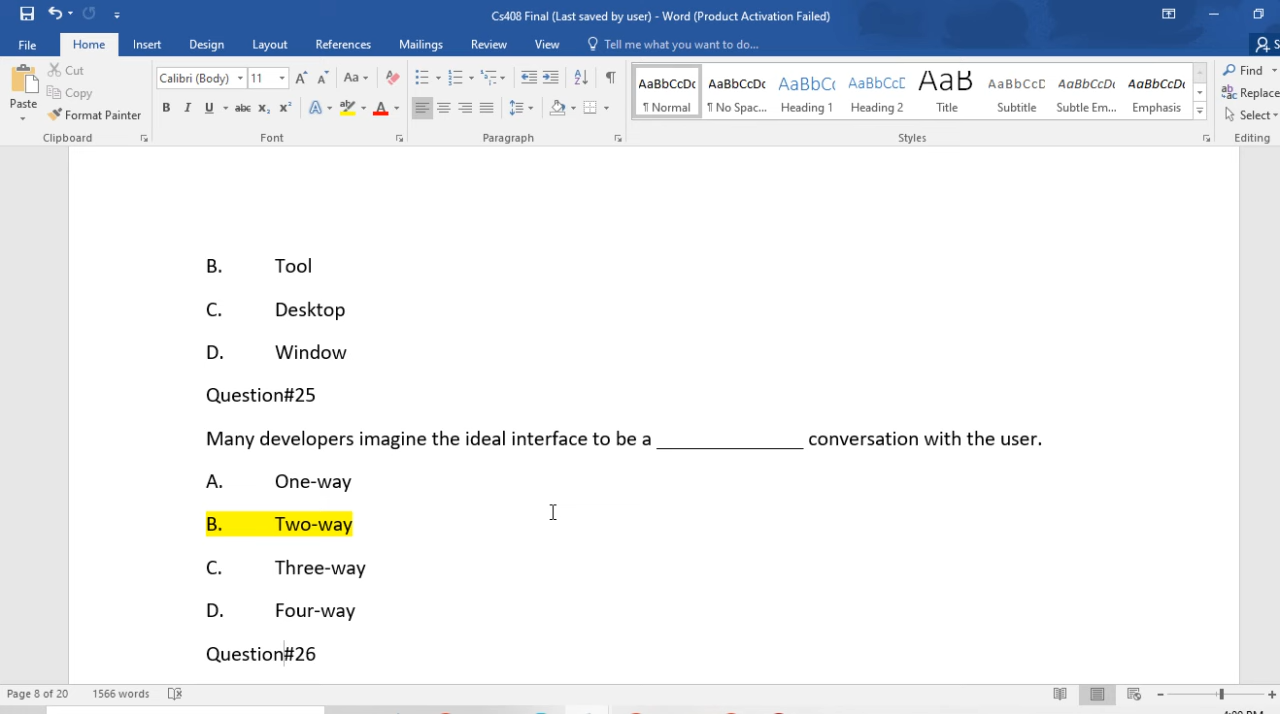 Cs408 Final (Last saved by user) - Word (Product Activation Failed)
File Home Insert Design Layout References Mailings Review View Tell me what you want to do...
Paste
Cut
Copy
Format Painter
Clipboard
Calibri (Body) 11
Font
Paragraph
AaBbCcDc AaBbCcDc AaBbCc AaBbCcD AaB AaBbCcD AaBbCcDc AaBbCcDc
¶ Normal ¶ No Spac... Heading 1 Heading 2 Title Subtitle Subtle Em... Emphasis
Styles
Find
Replace
Select
Editing
B. Tool
C. Desktop
D. Window
Question#25
Many developers imagine the ideal interface to be a ______________ conversation with the user.
A. One-way
B. Two-way
C. Three-way
D. Four-way
Question#26
Page 8 of 20 1566 words